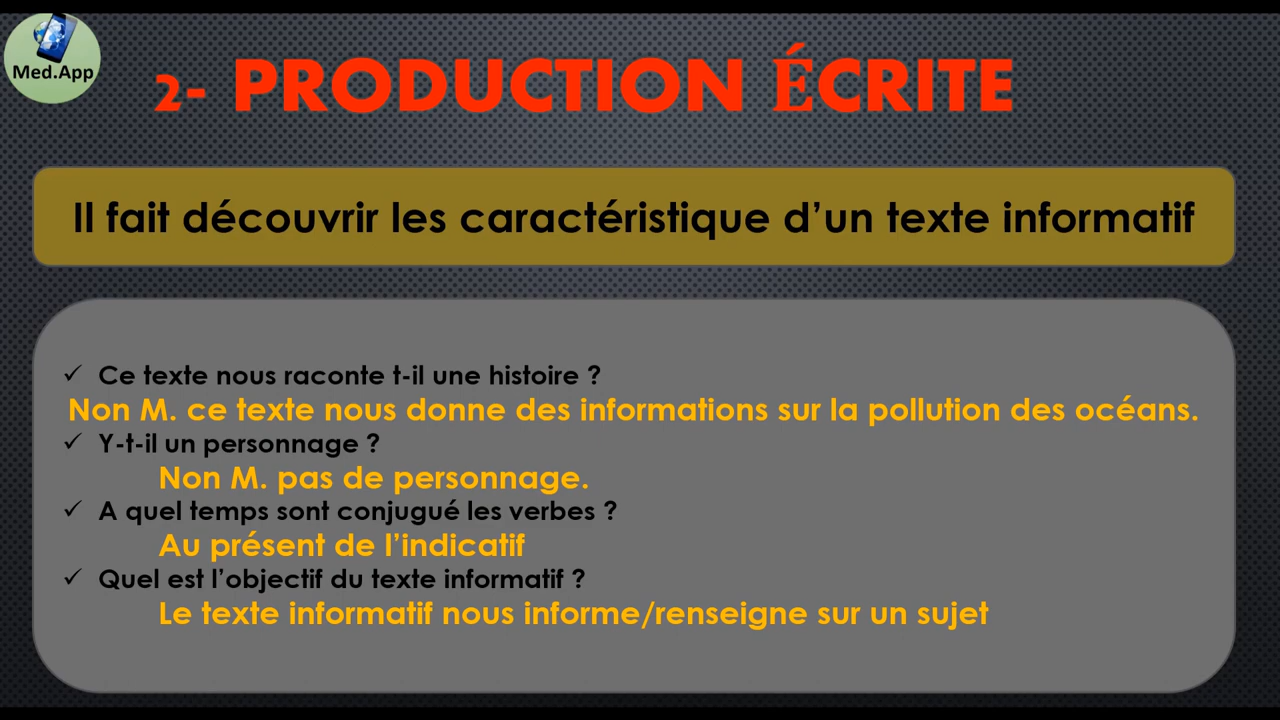 Med.App
2- PRODUCTION ÉCRITE
Il fait découvrir les caractéristique d’un texte informatif
✓ Ce texte nous raconte t-il une histoire ?
Non M. ce texte nous donne des informations sur la pollution des océans.
✓ Y-t-il un personnage ?
Non M. pas de personnage.
✓ A quel temps sont conjugué les verbes ?
Au présent de l’indicatif
✓ Quel est l’objectif du texte informatif ?
Le texte informatif nous informe/renseigne sur un sujet